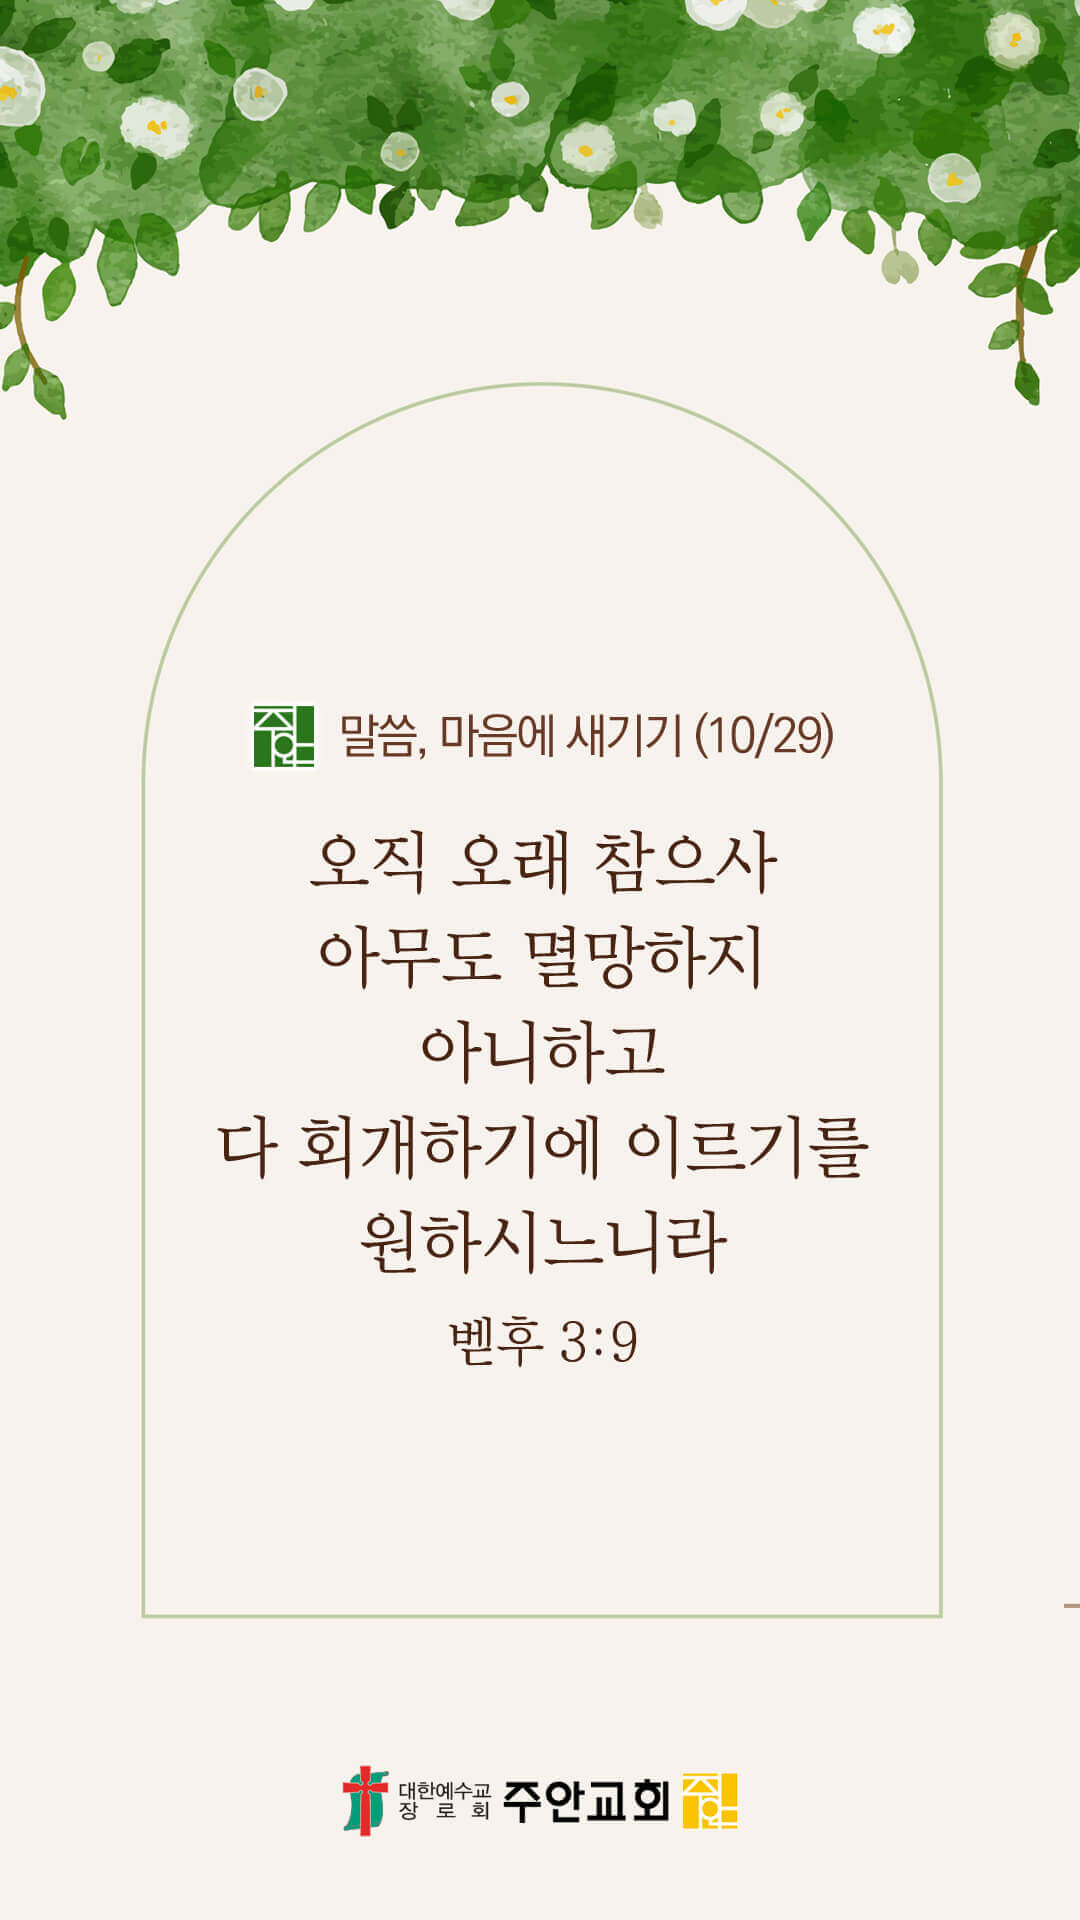 말씀, 마음에 새기기 (10/29)
오직 오래 참으사
아무도 멸망하지
아니하고
다 회개하기에 이르기를
원하시느니라
벧후 3:9
대한예수교
장로회
주안교회